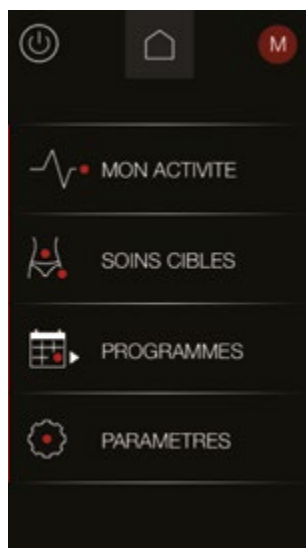 M
MON ACTIVITE
SOINS CIBLES
PROGRAMMES
PARAMETRES